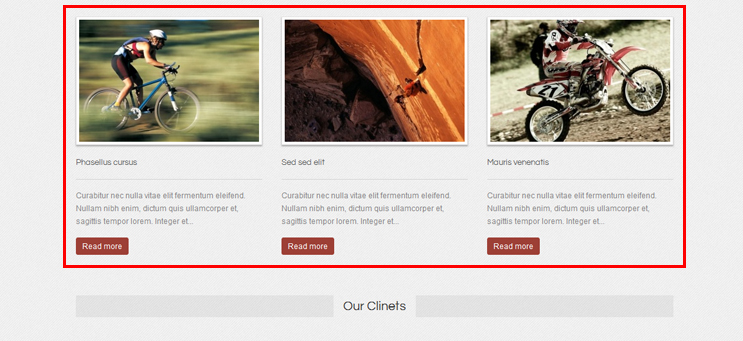 Phasellus cursus
Curabitur nec nulla vitae elit fermentum eleifend.
Nullam nibh enim, dictum quis ullamcorper et,
sagittis tempor lorem. Integer et...
Read more
Sed sed elit
Curabitur nec nulla vitae elit fermentum eleifend.
Nullam nibh enim, dictum quis ullamcorper et,
sagittis tempor lorem. Integer et...
Read more
27
Mauris venenatis
Curabitur nec nulla vitae elit fermentum eleifend.
Nullam nibh enim, dictum quis ullamcorper et,
sagittis tempor lorem. Integer et...
Read more
Our Clinets